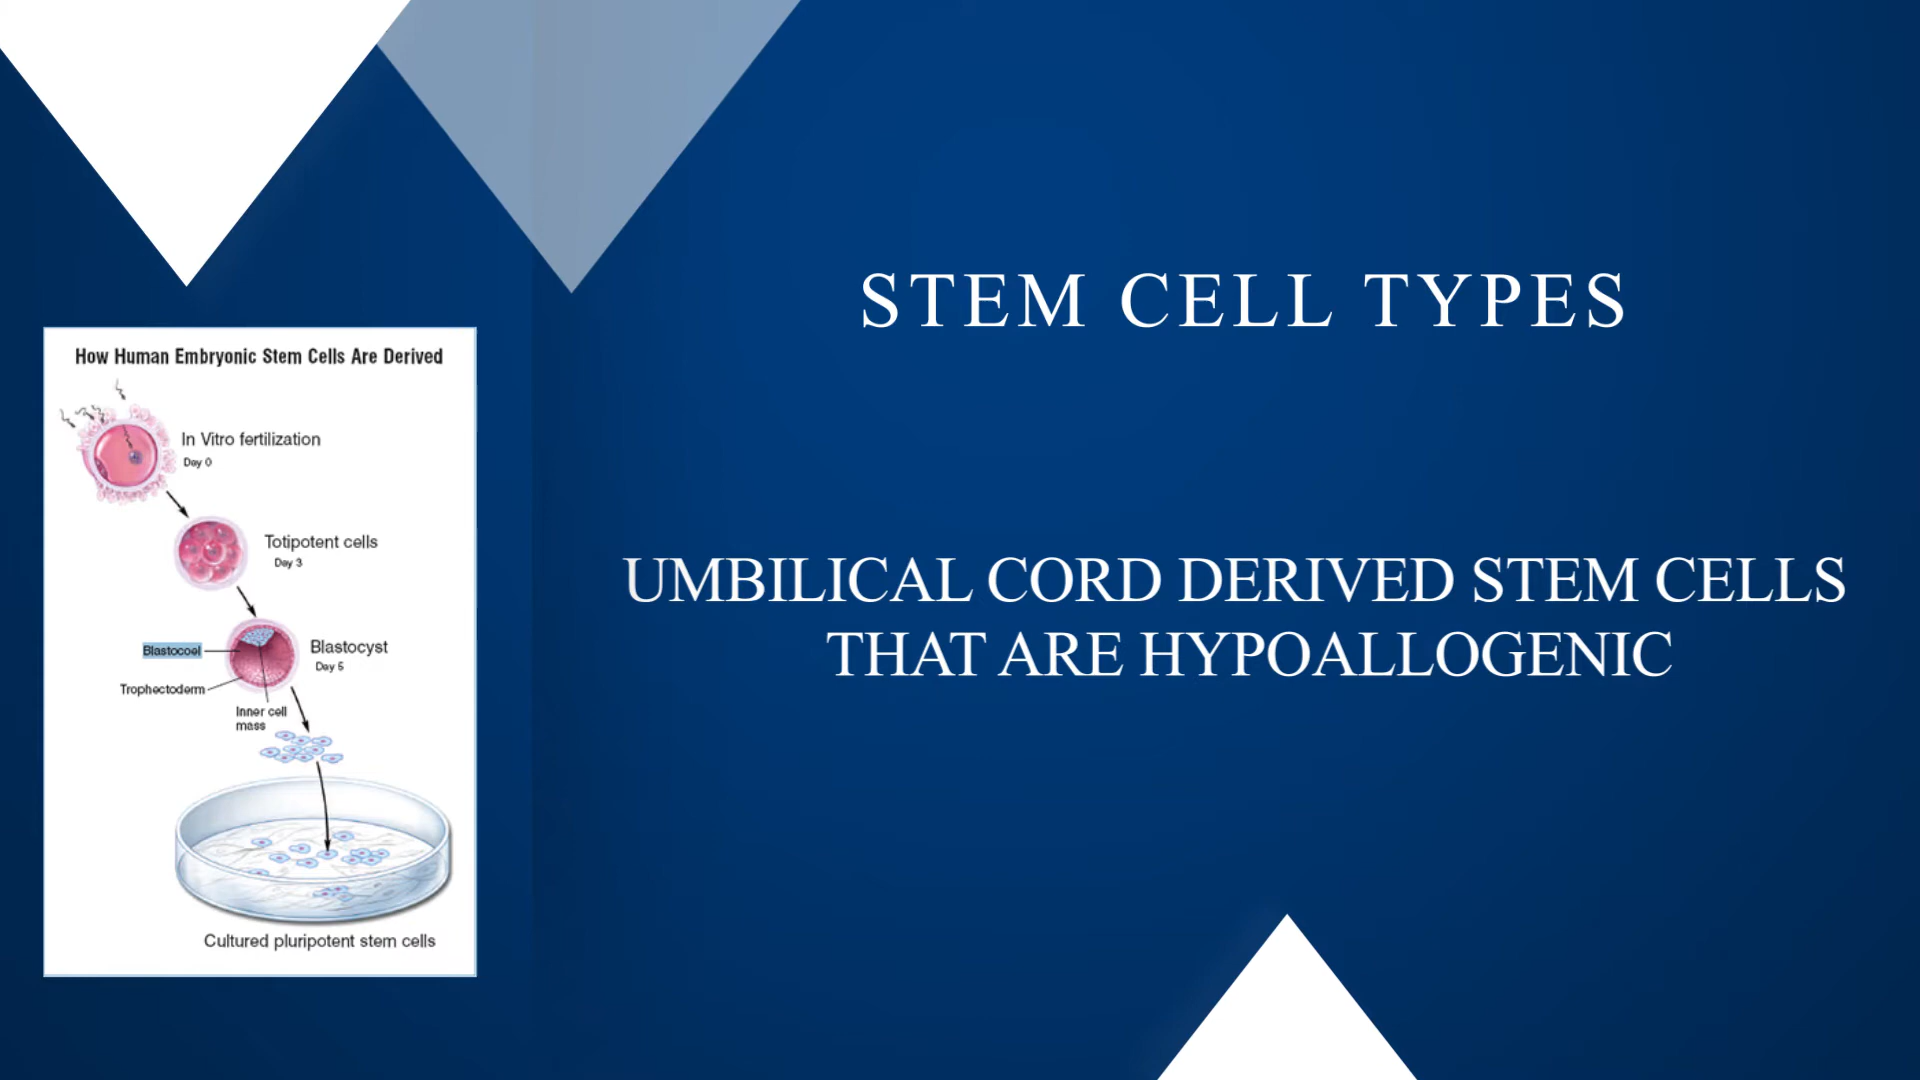 STEM CELL TYPES
UMBILICAL CORD DERIVED STEM CELLS
THAT ARE HYPOALLOGENIC
How Human Embryonic Stem Cells Are Derived
In Vitro fertilization
Day 0
Totipotent cells
Day 3
Blastocoel
Blastocyst
Day 5
Trophectoderm
Inner cell
mass
Cultured pluripotent stem cells